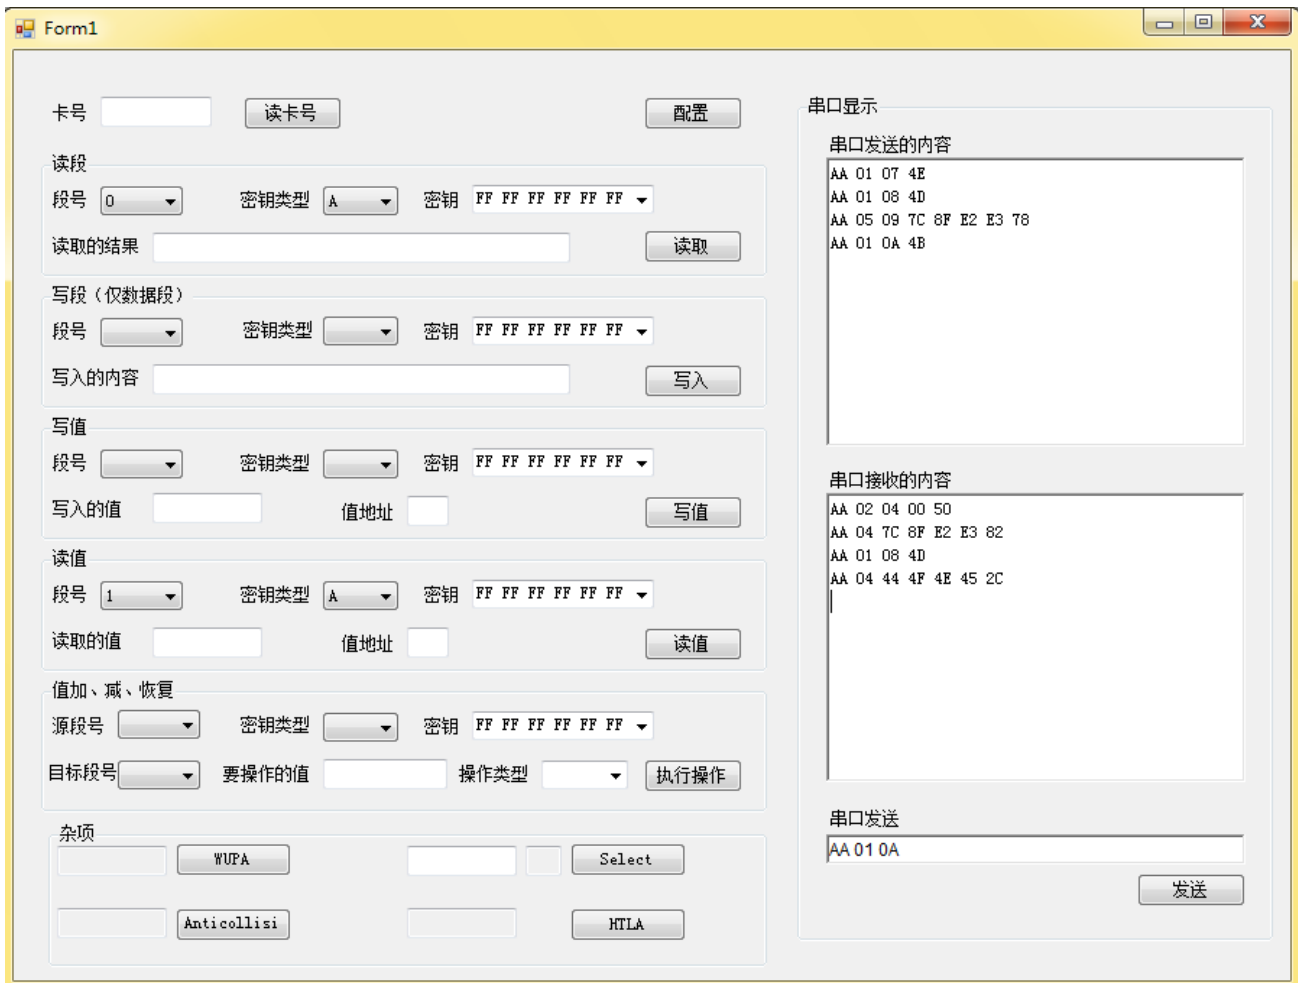 Form1
卡号 读卡号 配置
读段
段号 0 密钥类型 A 密钥 FF FF FF FF FF FF
读取的结果 读取
写段（仅数据段）
段号 密钥类型 密钥 FF FF FF FF FF FF
写入的内容 写入
写值
段号 密钥类型 密钥 FF FF FF FF FF FF
写入的值 值地址 写值
读值
段号 1 密钥类型 A 密钥 FF FF FF FF FF FF
读取的值 值地址 读值
值加、减、恢复
源段号 密钥类型 密钥 FF FF FF FF FF FF
目标段号 要操作的值 操作类型 执行操作
杂项
WUPA Select
Anticollisi HTLA
串口显示
串口发送的内容
AA 01 07 4E
AA 01 08 4D
AA 05 09 7C 8F E2 E3 78
AA 01 0A 4B
串口接收的内容
AA 02 04 00 50
AA 04 7C 8F E2 E3 82
AA 01 08 4D
AA 04 44 4F 4E 45 2C
串口发送
AA 01 0A
发送